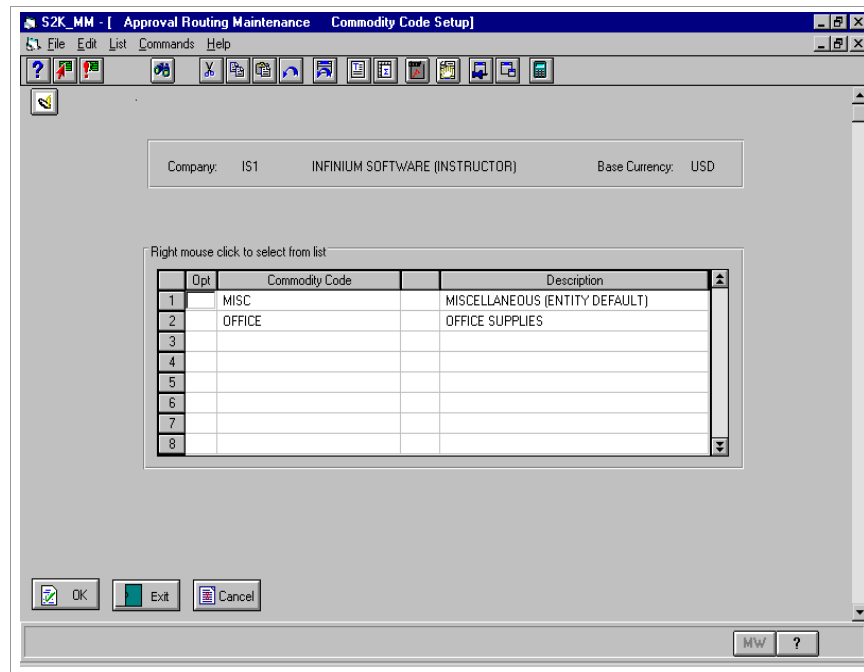 S2K_MM - [ Approval Routing Maintenance Commodity Code Setup]
File Edit List Commands Help
Company: IS1 INFINIUM SOFTWARE (INSTRUCTOR) Base Currency: USD
Right mouse click to select from list
Opt Commodity Code Description
1 MISC MISCELLANEOUS (ENTITY DEFAULT)
2 OFFICE OFFICE SUPPLIES
3
4
5
6
7
8
OK Exit Cancel
MW ?